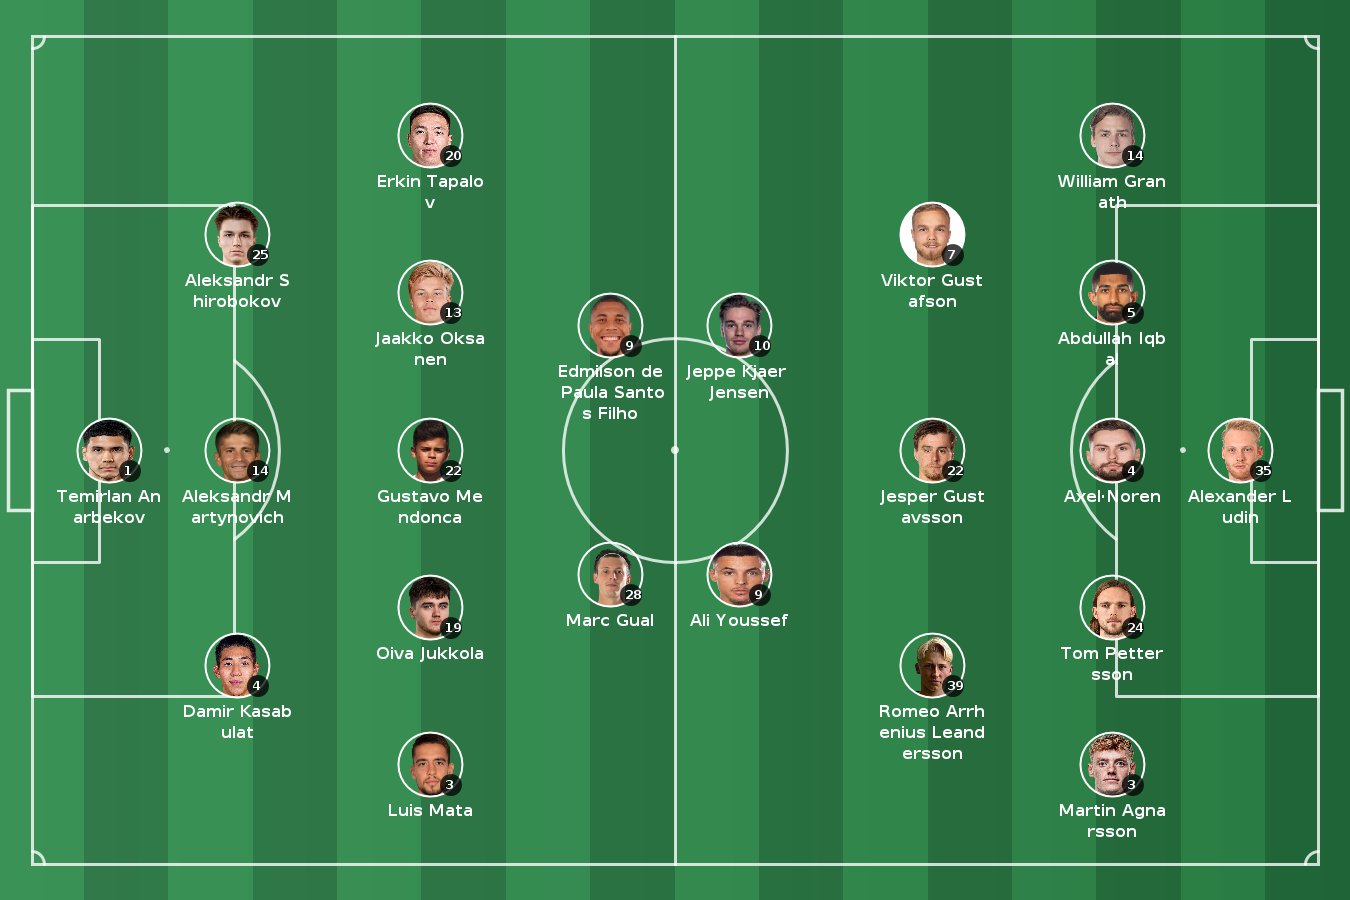 20
Erkin Tapalo
v
14
William Gran
ath
25
Aleksandr S
hirobokov
7
Viktor Gust
afson
13
Jaakko Oksa
nen
5
Abdullah Iqb
a
9
Edmilson de
Paula Santo
s Filho
10
Jeppe Kjaer
Jensen
1
Temirlan An
arbekov
14
Aleksandr M
artynovich
22
Gustavo Me
ndonca
22
Jesper Gust
avsson
4
Axel Noren
35
Alexander L
udin
28
Marc Gual
9
Ali Youssef
19
Oiva Jukkola
24
Tom Petter
sson
4
Damir Kasab
ulat
39
Romeo Arrh
enius Leand
ersson
3
Luis Mata
3
Martin Agna
rsson